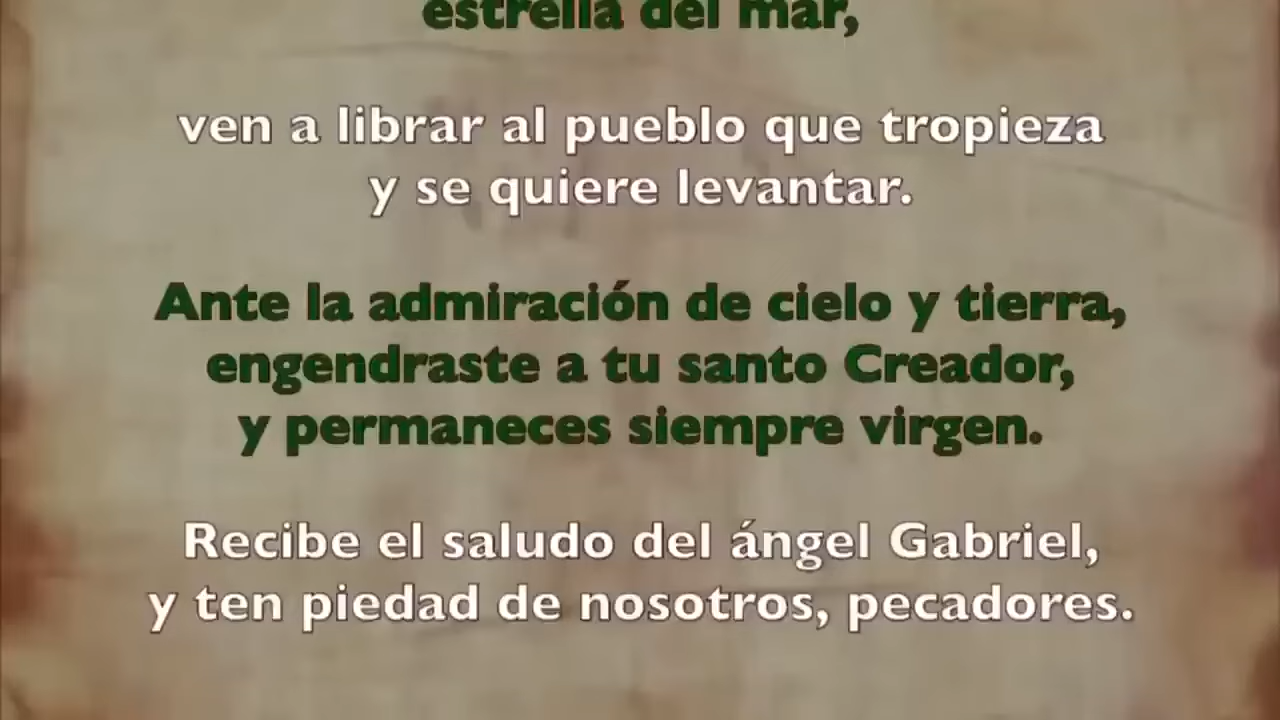 estrella del mar,
ven a librar al pueblo que tropieza
y se quiere levantar.
Ante la admiración de cielo y tierra,
engendraste a tu santo Creador,
y permaneces siempre virgen.
Recibe el saludo del ángel Gabriel,
y ten piedad de nosotros, pecadores.